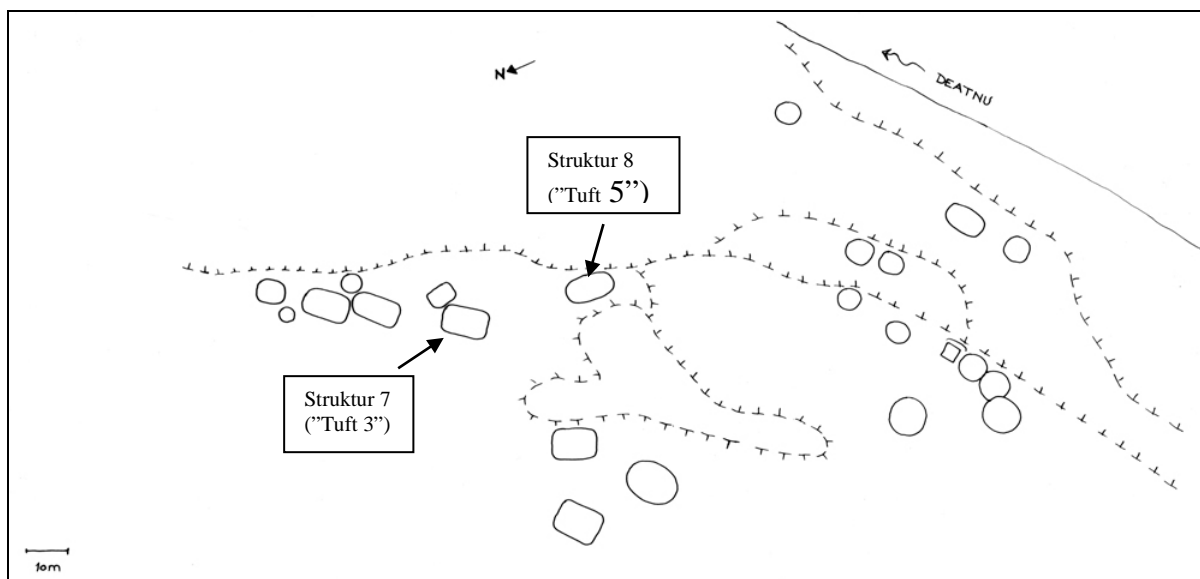 N
DEATNU
Struktur 8
("Tuft 5")
Struktur 7
("Tuft 3")
10m